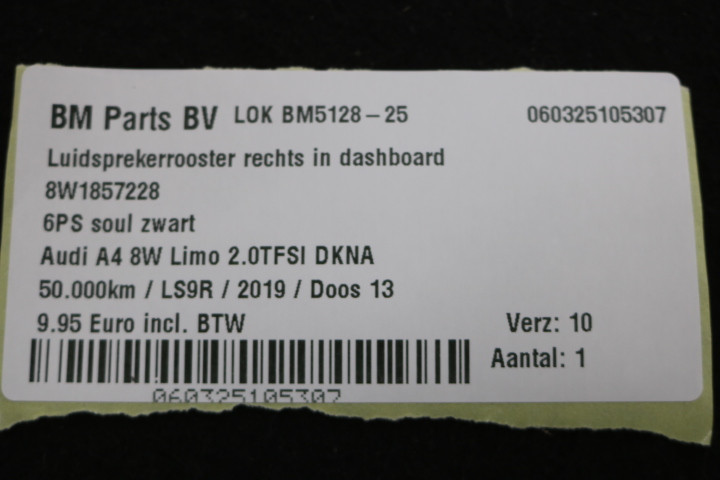 BM Parts BV LOK BM5128-25 060325105307
Luidsprekerrooster rechts in dashboard
8W1857228
6PS soul zwart
Audi A4 8W Limo 2.0TFSI DKNA
50.000km / LS9R / 2019 / Doos 13
9.95 Euro incl. BTW Verz: 10
Aantal: 1
060325105307